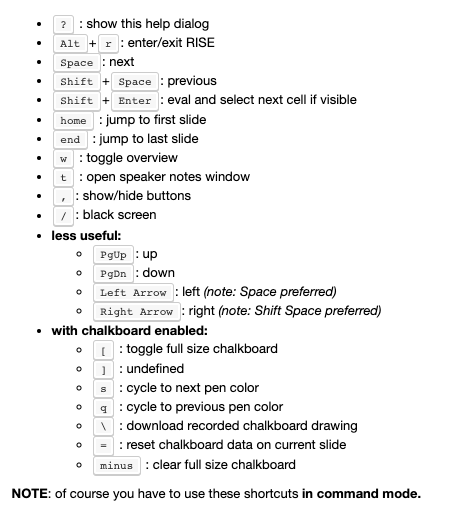 ? : show this help dialog
Alt + r : enter/exit RISE
Space : next
Shift + Space : previous
Shift + Enter : eval and select next cell if visible
home : jump to first slide
end : jump to last slide
w : toggle overview
t : open speaker notes window
, : show/hide buttons
/ : black screen
less useful:
PgUp : up
PgDn : down
Left Arrow : left (note: Space preferred)
Right Arrow : right (note: Shift Space preferred)
with chalkboard enabled:
[ : toggle full size chalkboard
] : undefined
s : cycle to next pen color
q : cycle to previous pen color
\ : download recorded chalkboard drawing
= : reset chalkboard data on current slide
minus : clear full size chalkboard
NOTE: of course you have to use these shortcuts in command mode.